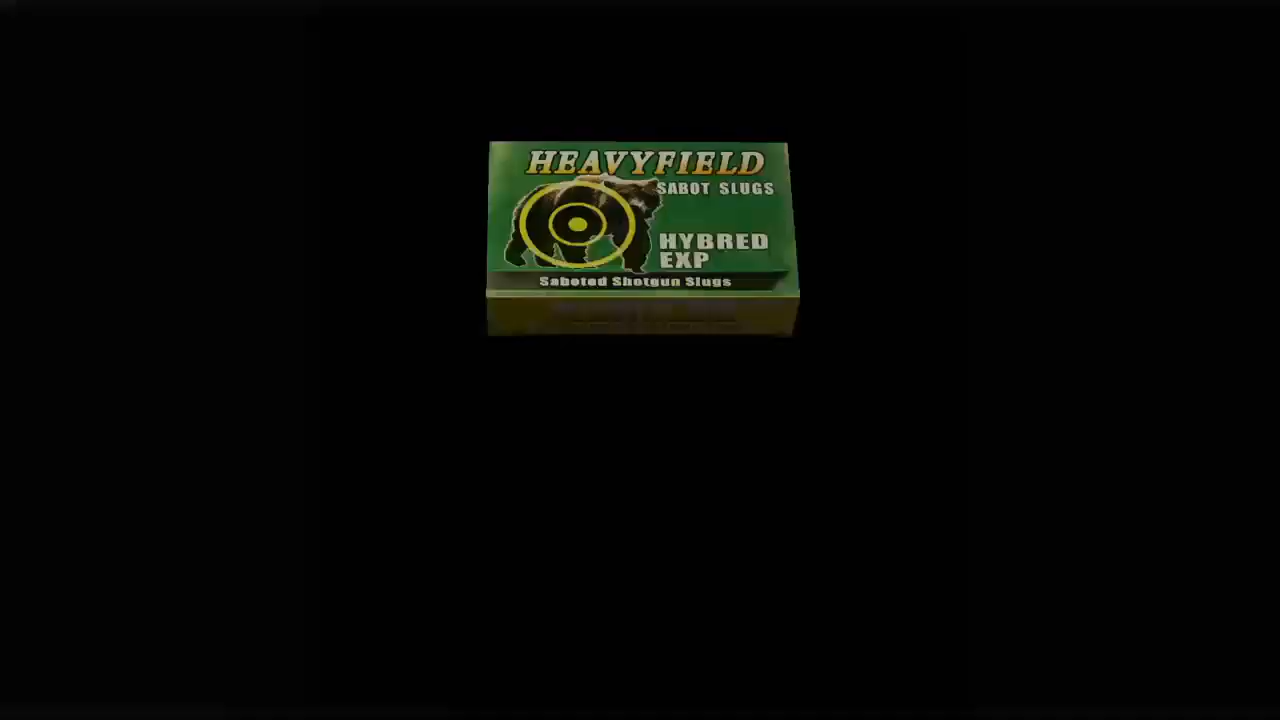 HEAVYFIELD
SABOT SLUGS
HYBRED
EXP
Saboted Shotgun Slugs